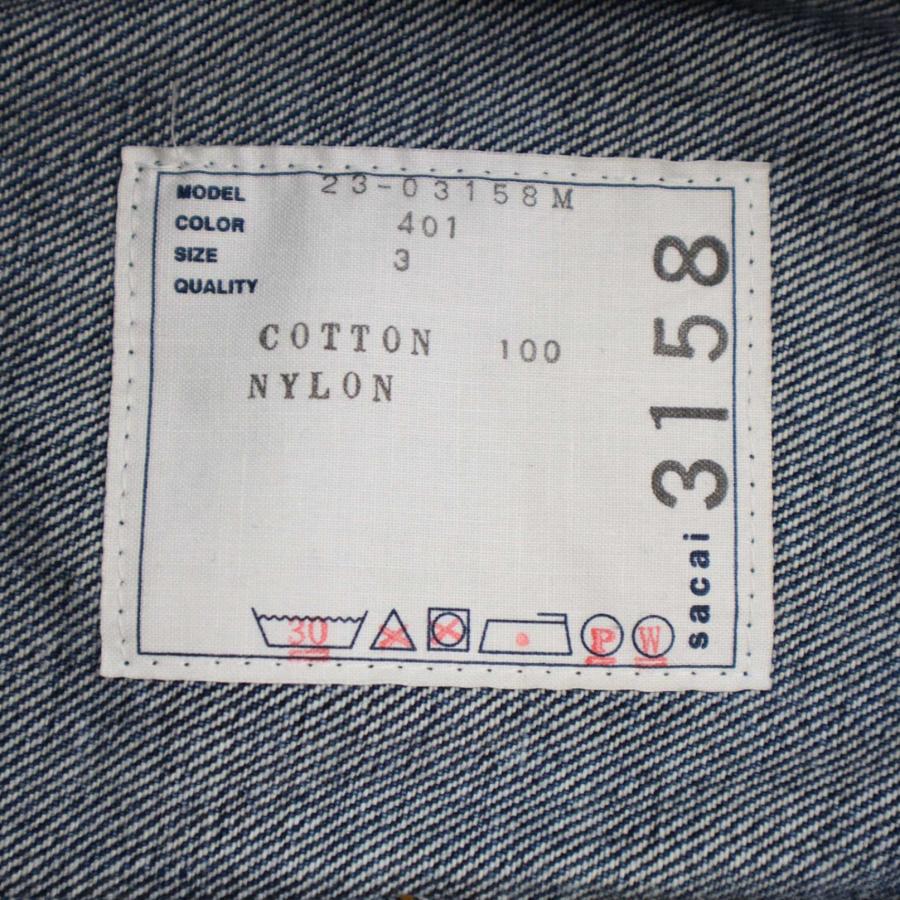 MODEL 23-03158M
COLOR 401
SIZE 3
QUALITY
COTTON 100
NYLON
30
P
W
sacai 3158